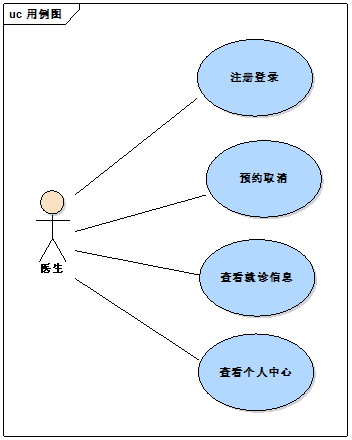 uc 用例图
注册登录
预约取消
医生
查看就诊信息
查看个人中心